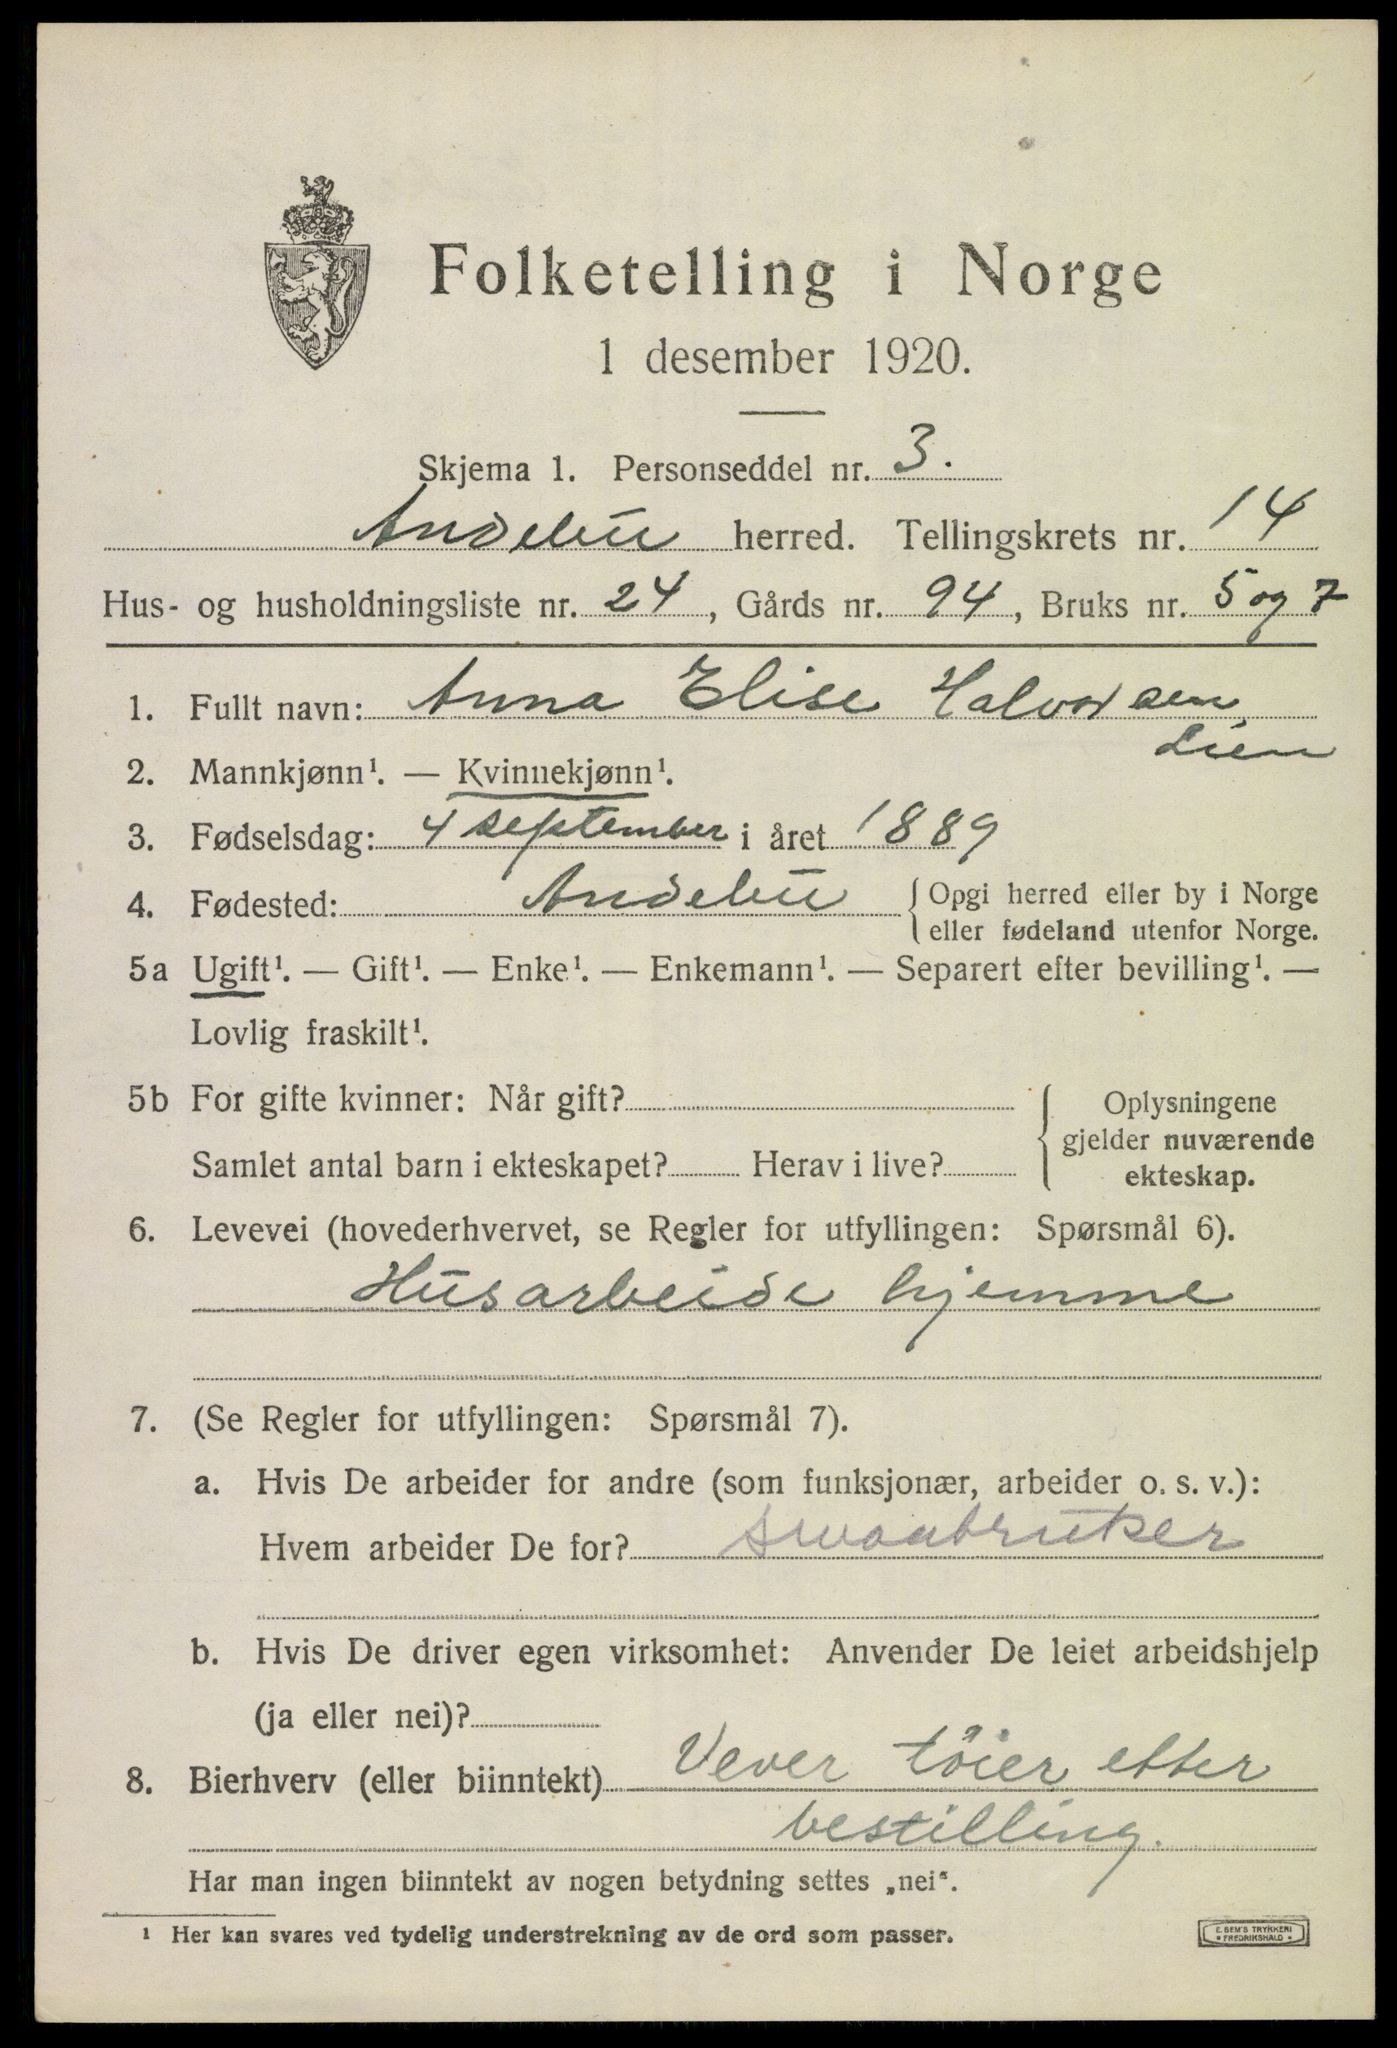 Folketelling i Norge
1 desember 1920.
Skjema 1. Personseddel nr. 3.
Andebu herred. Tellingskrets nr. 14
Hus- og husholdningsliste nr. 24, Gårds nr. 94, Bruks nr. 5 og 7
1. Fullt navn: Anna Elise Halvorsen
Lien
2. Mannkjønn¹. — Kvinnekjønn¹.
3. Fødselsdag: 4 september i året 1889
4. Fødested: Andebu { Opgi herred eller by i Norge
eller fødeland utenfor Norge.
5a Ugift¹. — Gift¹. — Enke¹. — Enkemann¹. — Separert efter bevilling¹. —
Lovlig fraskilt¹.
5b For gifte kvinner: Når gift?
Samlet antal barn i ekteskapet? Herav i live?
Oplysningene
gjelder nuværende
ekteskap.
6. Levevei (hovederhvervet, se Regler for utfyllingen: Spørsmål 6).
Husarbeide hjemme
7. (Se Regler for utfyllingen: Spørsmål 7).
a. Hvis De arbeider for andre (som funksjonær, arbeider o. s. v.):
Hvem arbeider De for? småbruker
b. Hvis De driver egen virksomhet: Anvender De leiet arbeidshjelp
(ja eller nei)?
8. Bierhverv (eller biinntekt) Vever töier etter
bestilling.
Har man ingen biinntekt av nogen betydning settes „nei“.
¹ Her kan svares ved tydelig understrekning av de ord som passer.
E. SEM'S TRYKKERI
* FREDRIKSHALD *